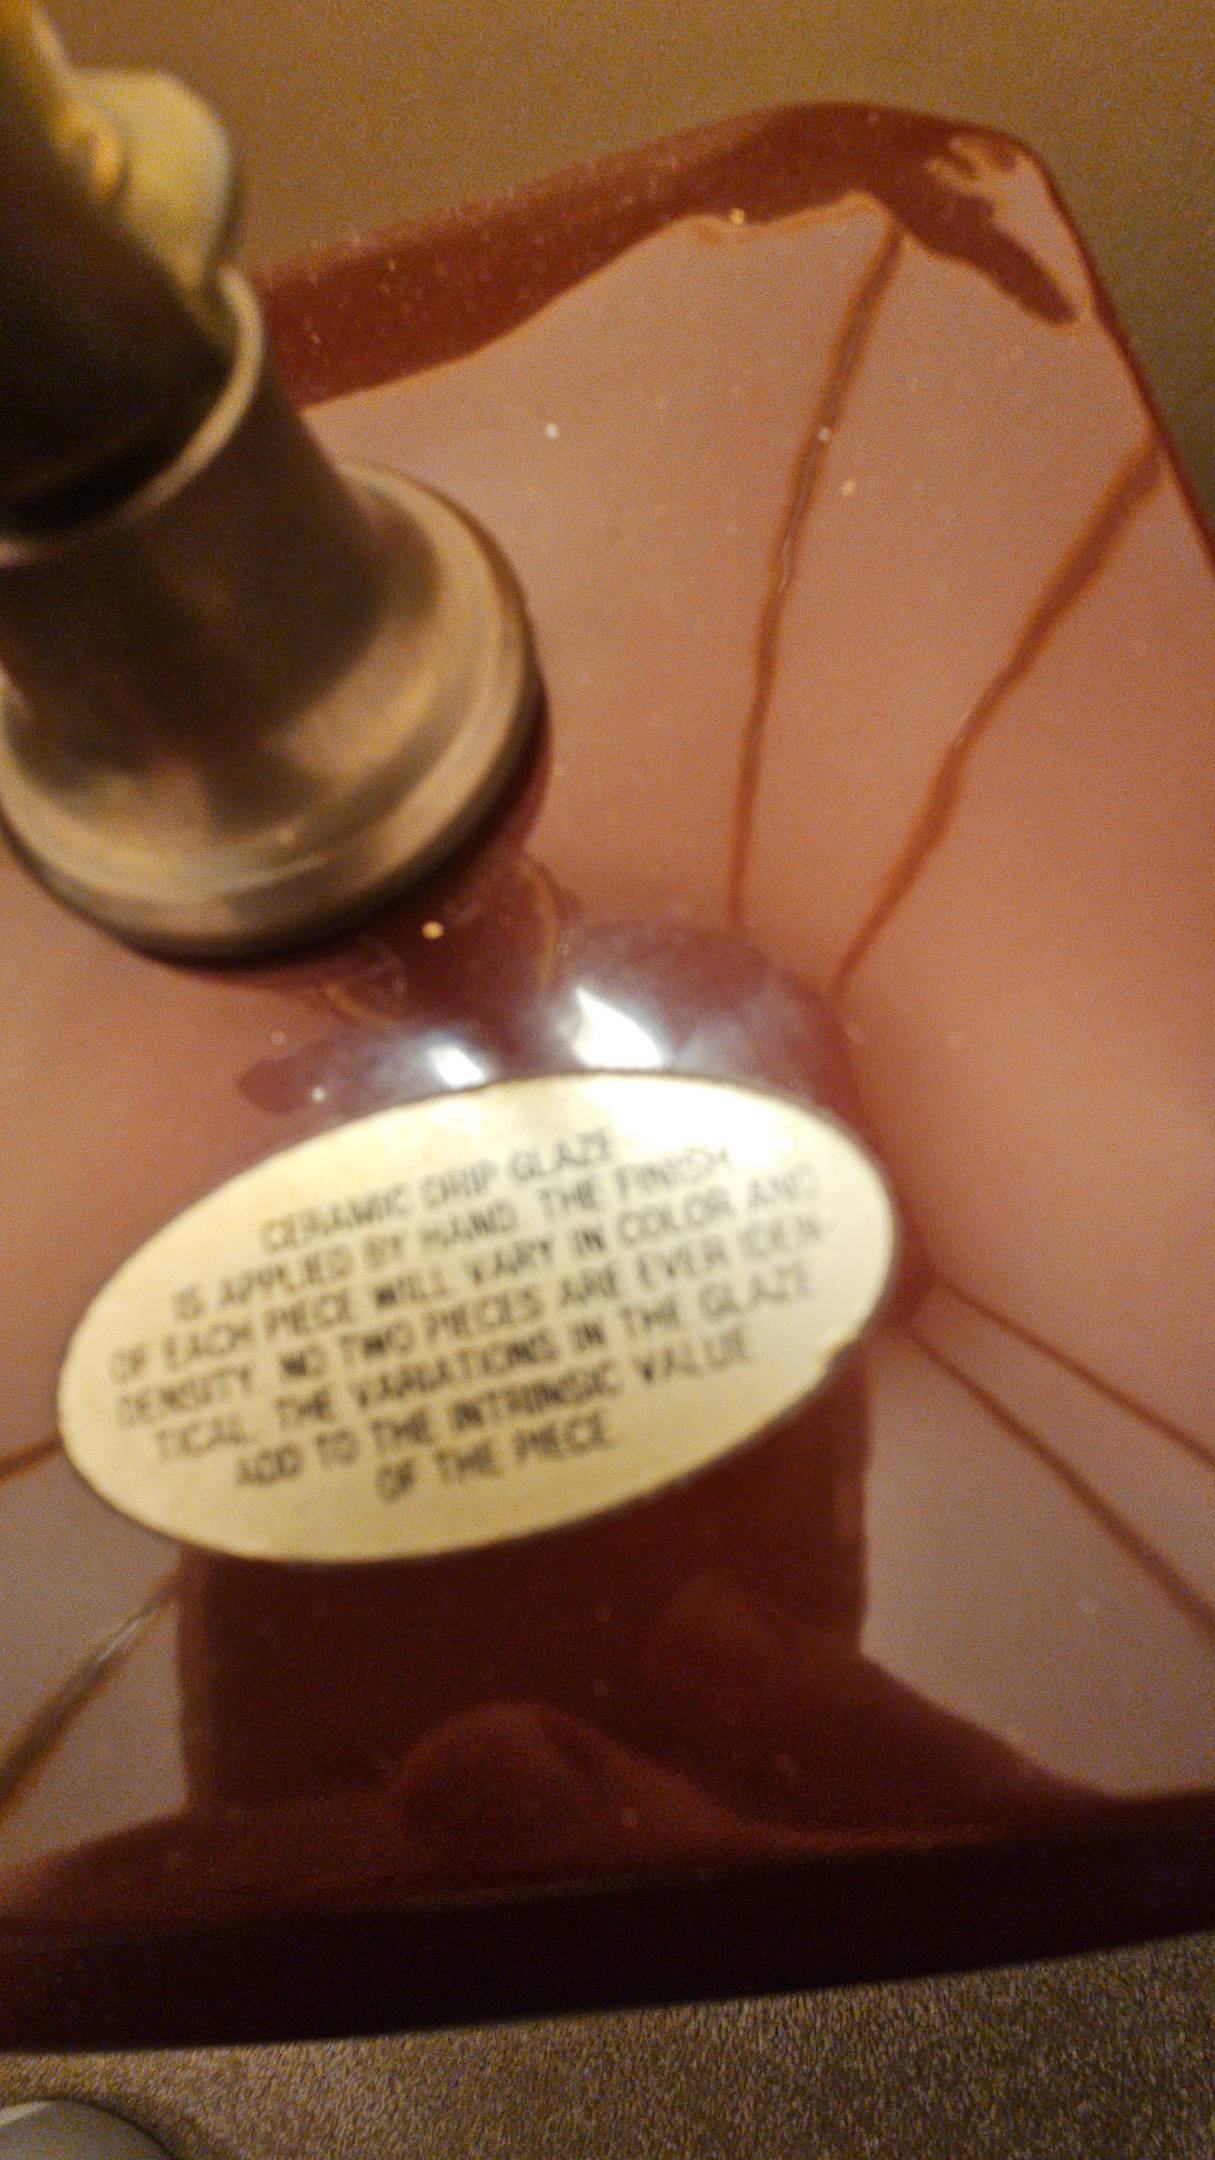 CERAMIC DRIP GLAZE
IS APPLIED BY HAND. THE FINISH
OF EACH PIECE WILL VARY IN COLOR AND
DENSITY. NO TWO PIECES ARE EVER IDEN-
TICAL. THE VARIATIONS IN THE GLAZE
ADD TO THE INTRINSIC VALUE
OF THE PIECE.